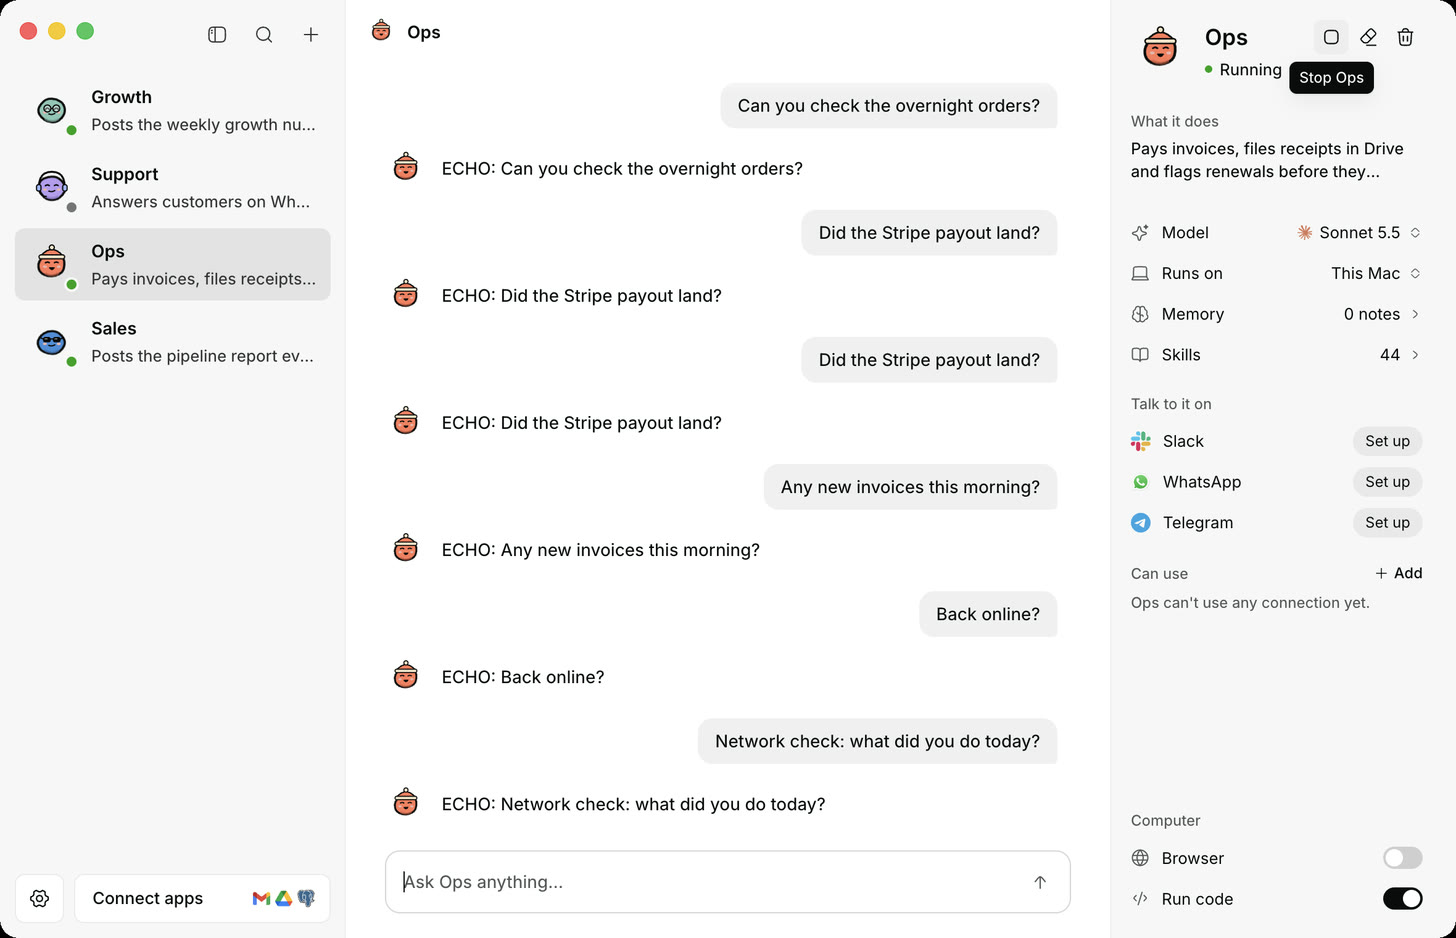 Growth
Posts the weekly growth nu...
Support
Answers customers on Wh...
Ops
Pays invoices, files receipts...
Sales
Posts the pipeline report ev...
Connect apps
Ops
Can you check the overnight orders?
ECHO: Can you check the overnight orders?
Did the Stripe payout land?
ECHO: Did the Stripe payout land?
Did the Stripe payout land?
ECHO: Did the Stripe payout land?
Any new invoices this morning?
ECHO: Any new invoices this morning?
Back online?
ECHO: Back online?
Network check: what did you do today?
ECHO: Network check: what did you do today?
Ask Ops anything...
Ops
Running
Stop Ops
What it does
Pays invoices, files receipts in Drive
and flags renewals before they...
Model Sonnet 5.5
Runs on This Mac
Memory 0 notes
Skills 44
Talk to it on
Slack Set up
WhatsApp Set up
Telegram Set up
Can use + Add
Ops can't use any connection yet.
Computer
Browser
Run code